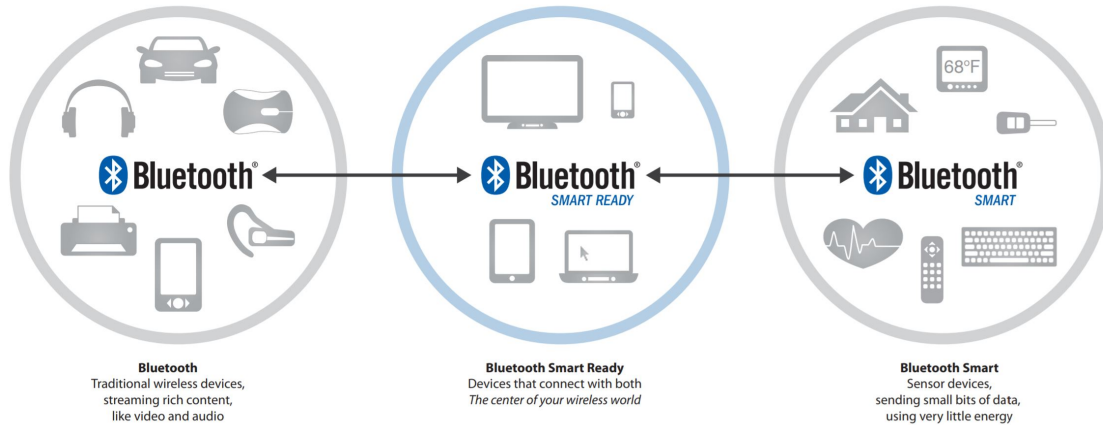 68°F
Bluetooth®
Bluetooth®
SMART READY
Bluetooth®
SMART
Bluetooth
Traditional wireless devices,
streaming rich content,
like video and audio
Bluetooth Smart Ready
Devices that connect with both
The center of your wireless world
Bluetooth Smart
Sensor devices,
sending small bits of data,
using very little energy